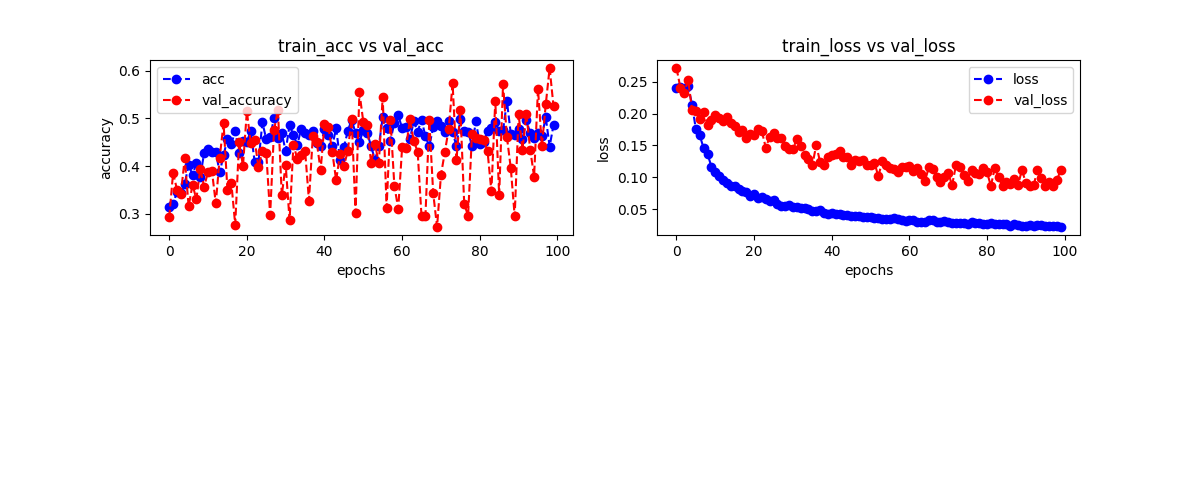 train_acc vs val_acc
acc
val_accuracy
accuracy
0.6
0.5
0.4
0.3
0 20 40 60 80 100
epochs
train_loss vs val_loss
loss
val_loss
loss
0.25
0.20
0.15
0.10
0.05
0 20 40 60 80 100
epochs